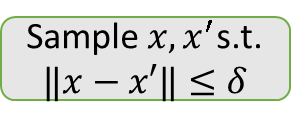 Sample x, x′ s.t.
‖x − x′‖ ≤ δ